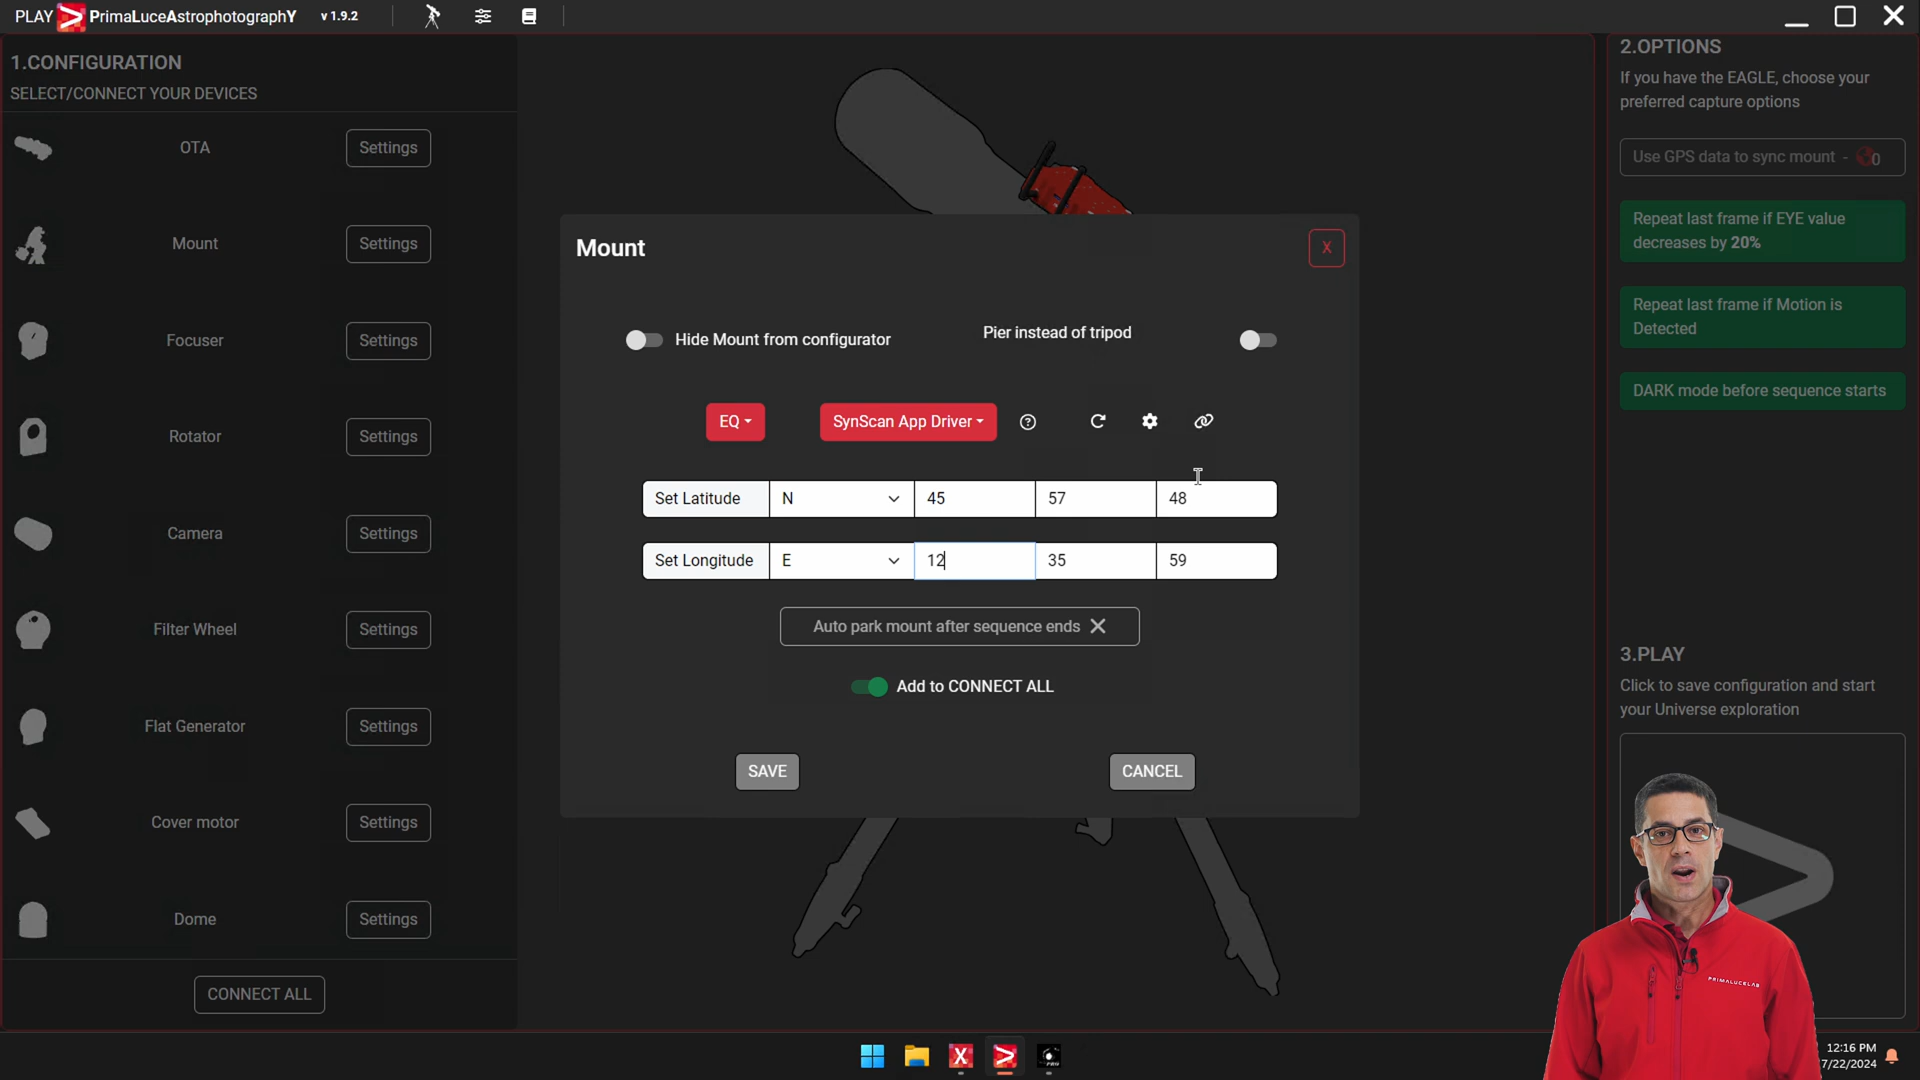 PLAY PrimaLuceAstrophotographY v 1.9.2
1.CONFIGURATION
SELECT/CONNECT YOUR DEVICES
OTA Settings
Mount Settings
Focuser Settings
Rotator Settings
Camera Settings
Filter Wheel Settings
Flat Generator Settings
Cover motor Settings
Dome Settings
CONNECT ALL
Mount X
Hide Mount from configurator Pier instead of tripod
EQ SynScan App Driver
Set Latitude N 45 57 48
Set Longitude E 12 35 59
Auto park mount after sequence ends
Add to CONNECT ALL
SAVE CANCEL
2.OPTIONS
If you have the EAGLE, choose your
preferred capture options
Use GPS data to sync mount - 0
Repeat last frame if EYE value
decreases by 20%
Repeat last frame if Motion is
Detected
DARK mode before sequence starts
3.PLAY
Click to save configuration and start
your Universe exploration
PRIMALUCELAB
12:16 PM
7/22/2024